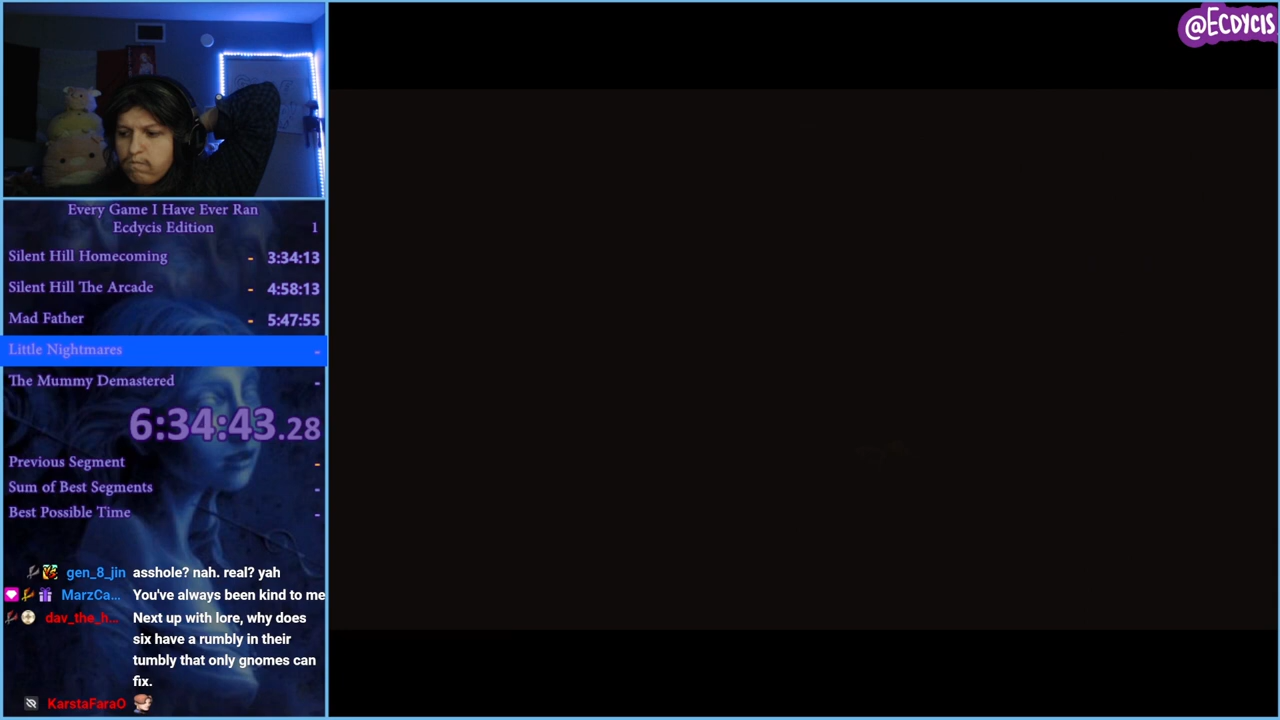 @ECDYCIS
Every Game I Have Ever Ran
Ecdycis Edition 1
Silent Hill Homecoming - 3:34:13
Silent Hill The Arcade - 4:58:13
Mad Father - 5:47:55
Little Nightmares -
The Mummy Demastered -
6:34:43.28
Previous Segment -
Sum of Best Segments -
Best Possible Time -
gen_8_jin asshole? nah. real? yah
MarzCa... You've always been kind to me
dav_the_h... Next up with lore, why does
six have a rumbly in their
tumbly that only gnomes can
fix.
KarstaFaraO